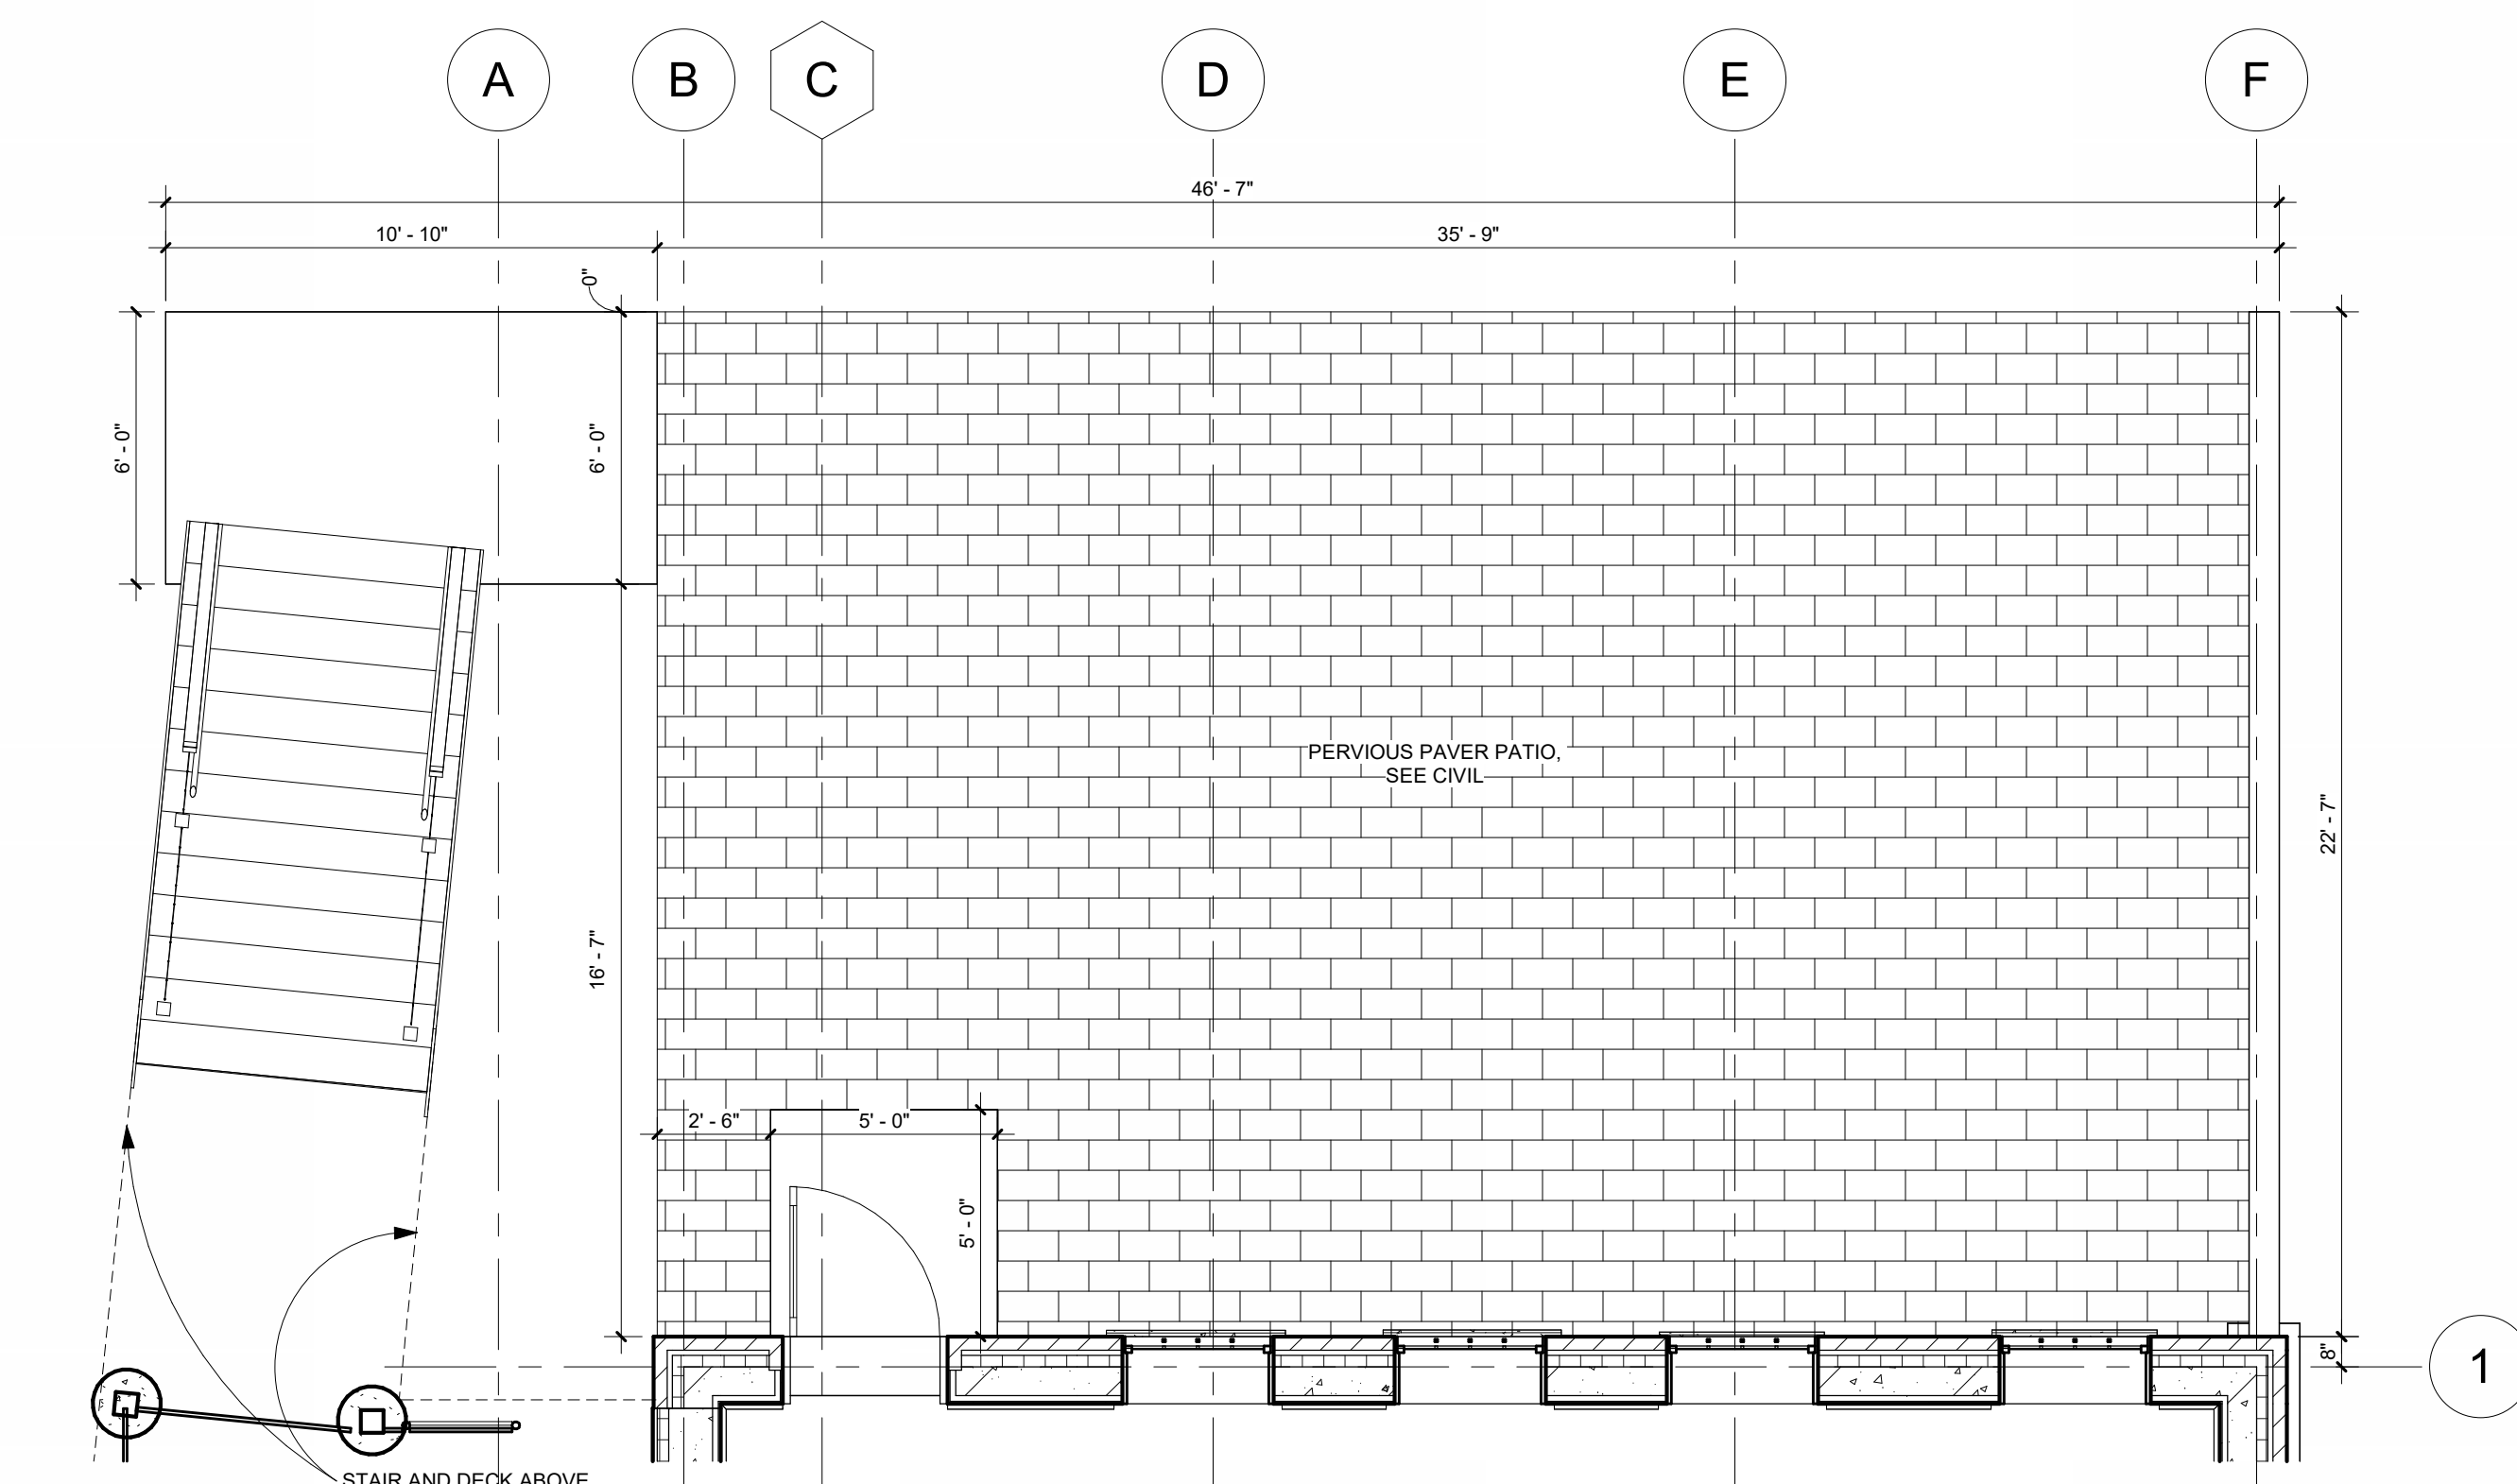 A B C D E F
46' - 7"
10' - 10" 35' - 9"
0"
6' - 0"
6' - 0"
PERVIOUS PAVER PATIO,
SEE CIVIL
22' - 7"
16' - 7"
2' - 6" 5' - 0"
5' - 0"
8"
1
STAIR AND DECK ABOVE